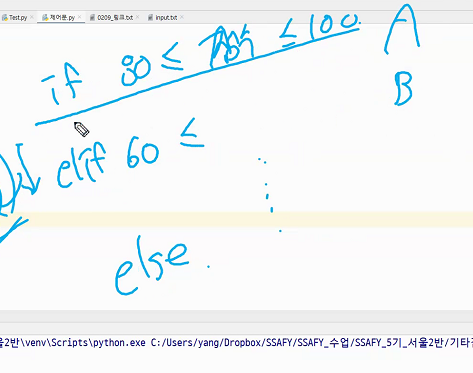 Test.py × 제어문.py × 0209_링크.txt × input.txt ×
if 80 ≤ 점수 ≤ 100 A
B
elif 60 ≤
else
울2반\venv\Scripts\python.exe C:/Users/yang/Dropbox/SSAFY/SSAFY_수업/SSAFY_5기_서울2반/기타